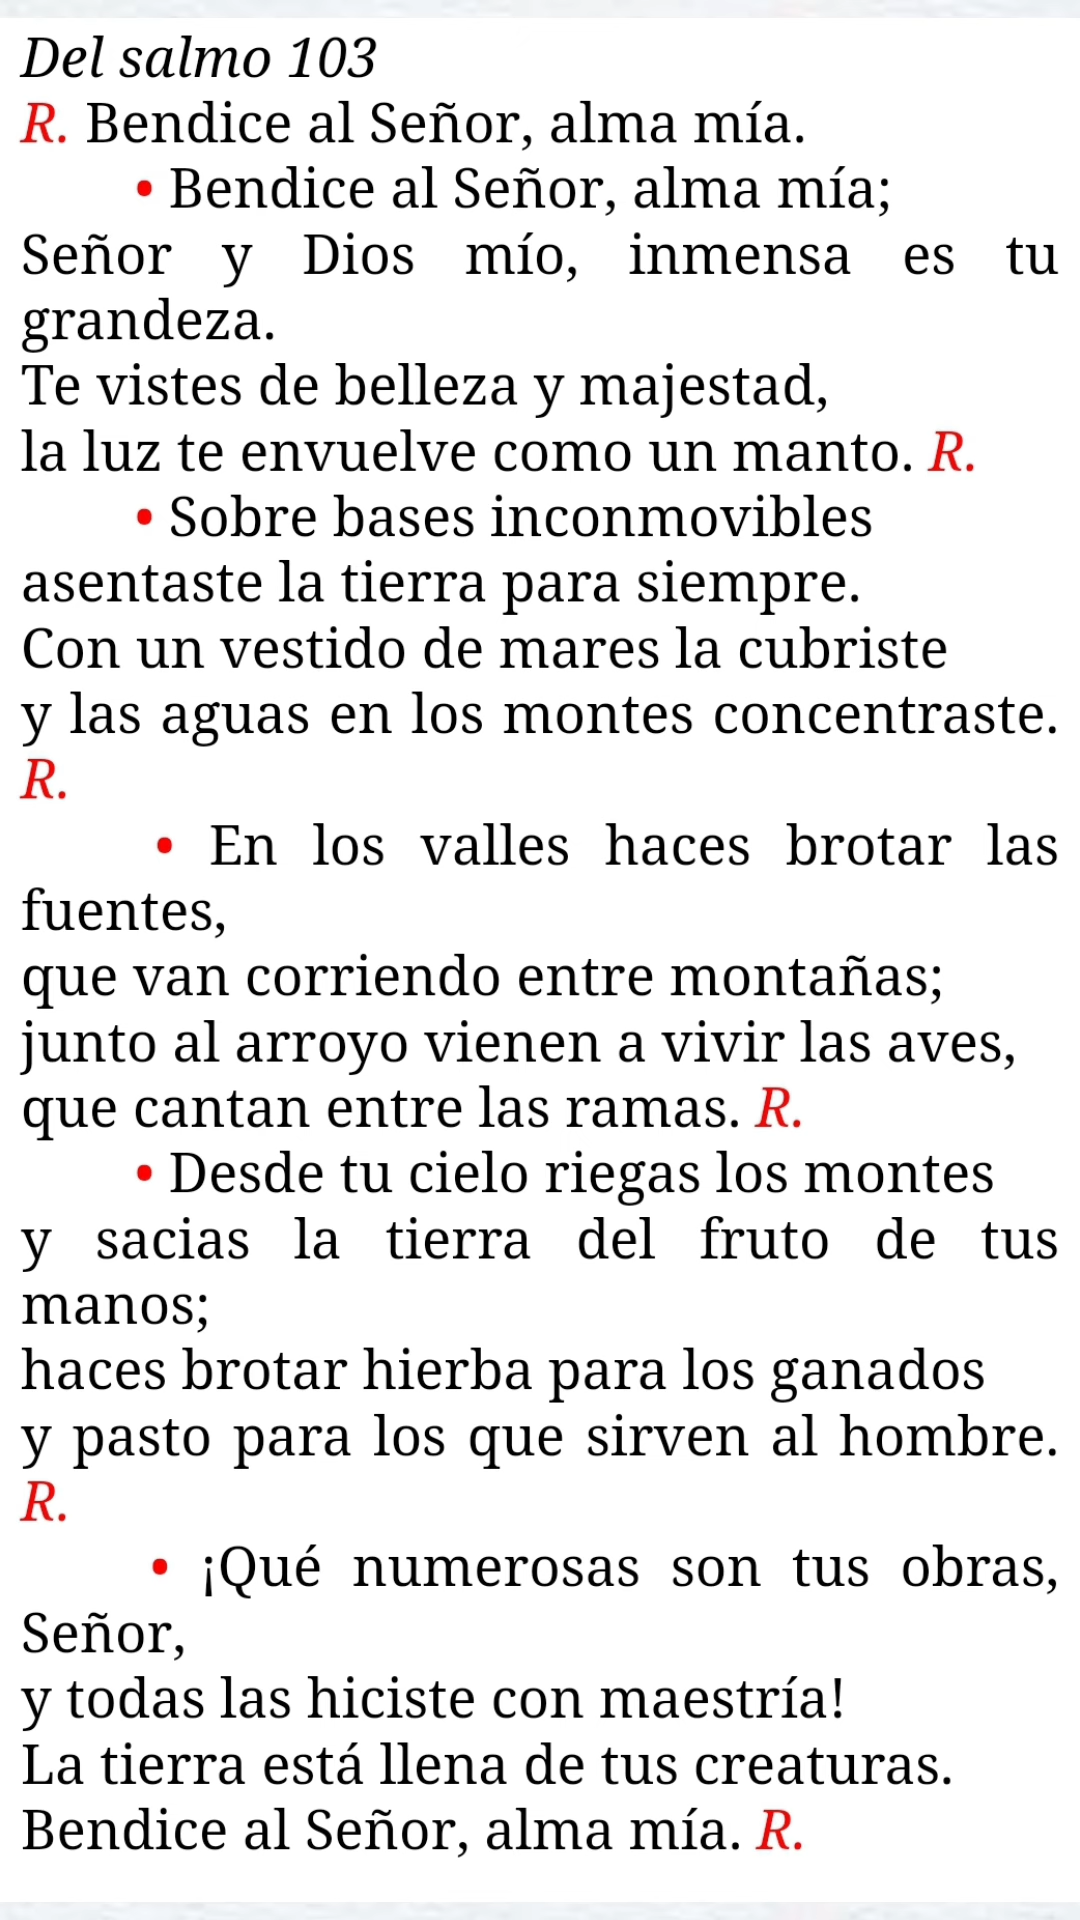 Del salmo 103
R. Bendice al Señor, alma mía.
• Bendice al Señor, alma mía;
Señor y Dios mío, inmensa es tu
grandeza.
Te vistes de belleza y majestad,
la luz te envuelve como un manto. R.
• Sobre bases inconmovibles
asentaste la tierra para siempre.
Con un vestido de mares la cubriste
y las aguas en los montes concentraste.
R.
• En los valles haces brotar las
fuentes,
que van corriendo entre montañas;
junto al arroyo vienen a vivir las aves,
que cantan entre las ramas. R.
• Desde tu cielo riegas los montes
y sacias la tierra del fruto de tus
manos;
haces brotar hierba para los ganados
y pasto para los que sirven al hombre.
R.
• ¡Qué numerosas son tus obras,
Señor,
y todas las hiciste con maestría!
La tierra está llena de tus creaturas.
Bendice al Señor, alma mía. R.